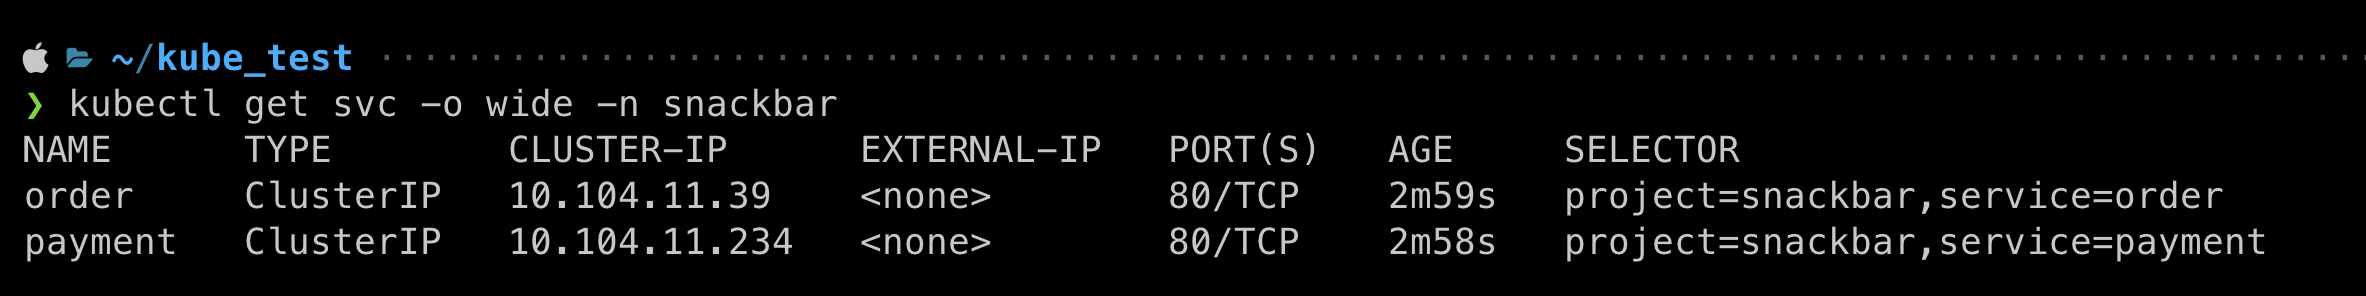 ~/kube_test
❯ kubectl get svc -o wide -n snackbar
NAME      TYPE        CLUSTER-IP      EXTERNAL-IP   PORT(S)   AGE     SELECTOR
order     ClusterIP   10.104.11.39    <none>        80/TCP    2m59s   project=snackbar,service=order
payment   ClusterIP   10.104.11.234   <none>        80/TCP    2m58s   project=snackbar,service=payment